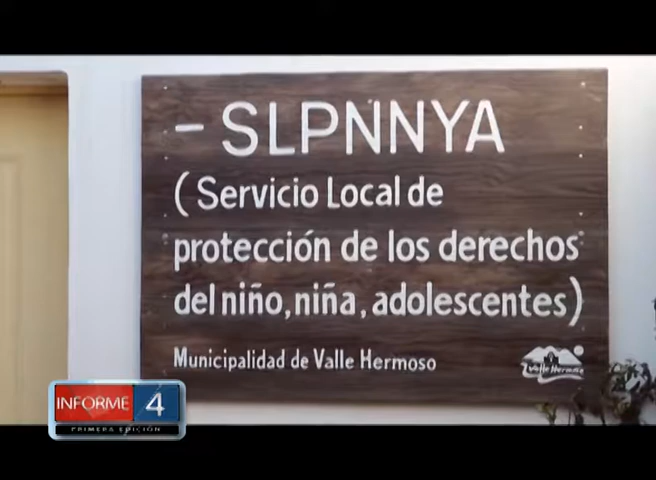 - SLPNNYA
(Servicio Local de
protección de los derechos
del niño, niña, adolescentes)
Municipalidad de Valle Hermoso
Valle Hermoso
INFORME 4
PRIMERA EDICIÓN